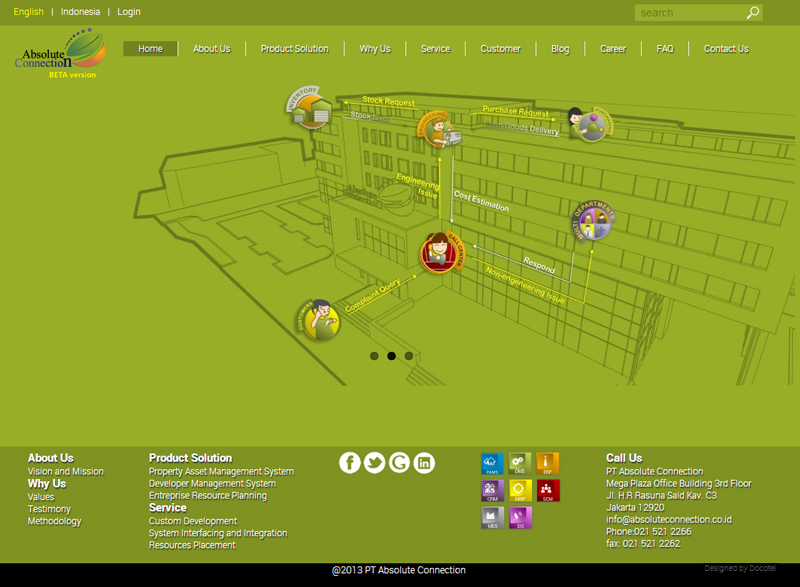 English | Indonesia | Login
search
Absolute
Connection
BETA version
Home
About Us
Product Solution
Why Us
Service
Customer
Blog
Career
FAQ
Contact Us
INVENTORY
Stock Request
Stock
Purchase Request
Goods Delivery
Engineering
Issue
Cost Estimation
MULTI DEPARTMENTS
CALL CENTER
Respond
Non-engeneering Issue
Complaint Query
CUSTOMERS
About Us
Vision and Mission
Why Us
Values
Testimony
Methodology
Product Solution
Property Asset Management System
Developer Management System
Entreprise Resource Planning
Service
Custom Development
System Interfacing and Integration
Resources Placement
PAMS
DMS
ERP
CRM
MRP
SCM
MES
EIS
Call Us
PT Absolute Connection
Mega Plaza Office Building 3rd Floor
Jl. H.R Rasuna Said Kav. C3
Jakarta 12920
info@absoluteconnection.co.id
Phone:021 521 2266
fax: 021 521 2262
@2013 PT Absolute Connection
Designed by Docotel